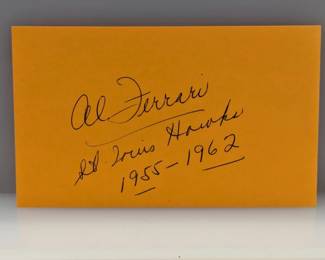 Al Ferrari
St. Louis Hawks
1955-1962